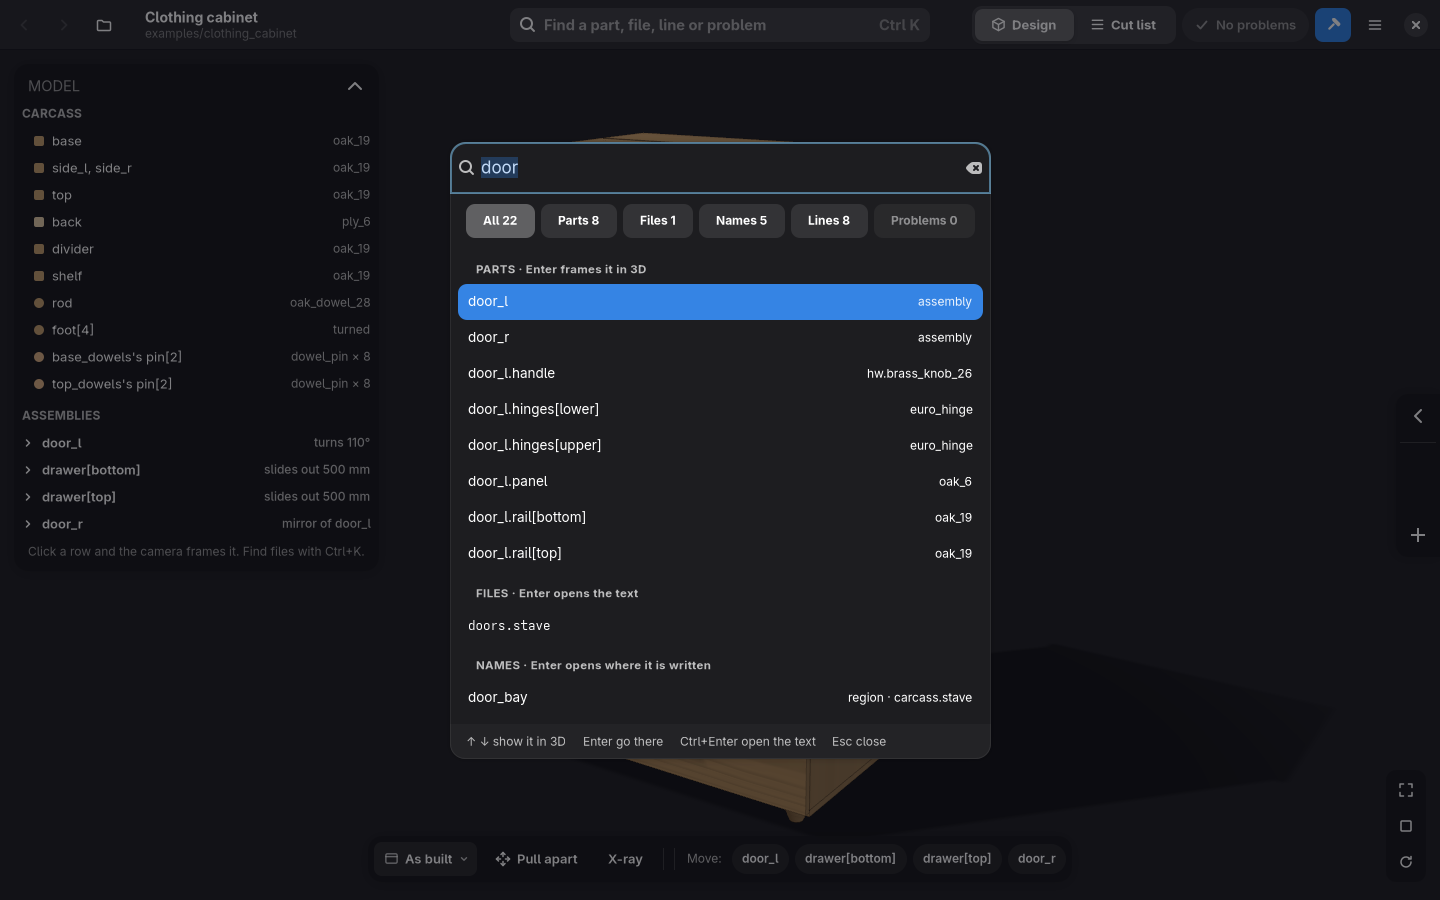 Clothing cabinet
examples/clothing_cabinet
Find a part, file, line or problem Ctrl K
Design
Cut list
No problems
MODEL
CARCASS
base oak_19
side_l, side_r oak_19
top oak_19
back ply_6
divider oak_19
shelf oak_19
rod oak_dowel_28
foot[4] turned
base_dowels's pin[2] dowel_pin × 8
top_dowels's pin[2] dowel_pin × 8
ASSEMBLIES
door_l turns 110°
drawer[bottom] slides out 500 mm
drawer[top] slides out 500 mm
door_r mirror of door_l
Click a row and the camera frames it. Find files with Ctrl+K.
door
All 22 Parts 8 Files 1 Names 5 Lines 8 Problems 0
PARTS · Enter frames it in 3D
door_l assembly
door_r assembly
door_l.handle hw.brass_knob_26
door_l.hinges[lower] euro_hinge
door_l.hinges[upper] euro_hinge
door_l.panel oak_6
door_l.rail[bottom] oak_19
door_l.rail[top] oak_19
FILES · Enter opens the text
doors.stave
NAMES · Enter opens where it is written
door_bay region · carcass.stave
↑ ↓ show it in 3D Enter go there Ctrl+Enter open the text Esc close
As built Pull apart X-ray Move: door_l drawer[bottom] drawer[top] door_r